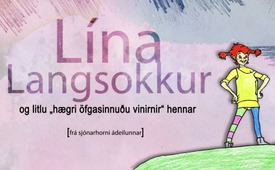 Lína
Langsokkur
og litlu „hægri öfgasinnuðu vinirnir“ hennar
[frá sjónarhorni ádeilunnar]